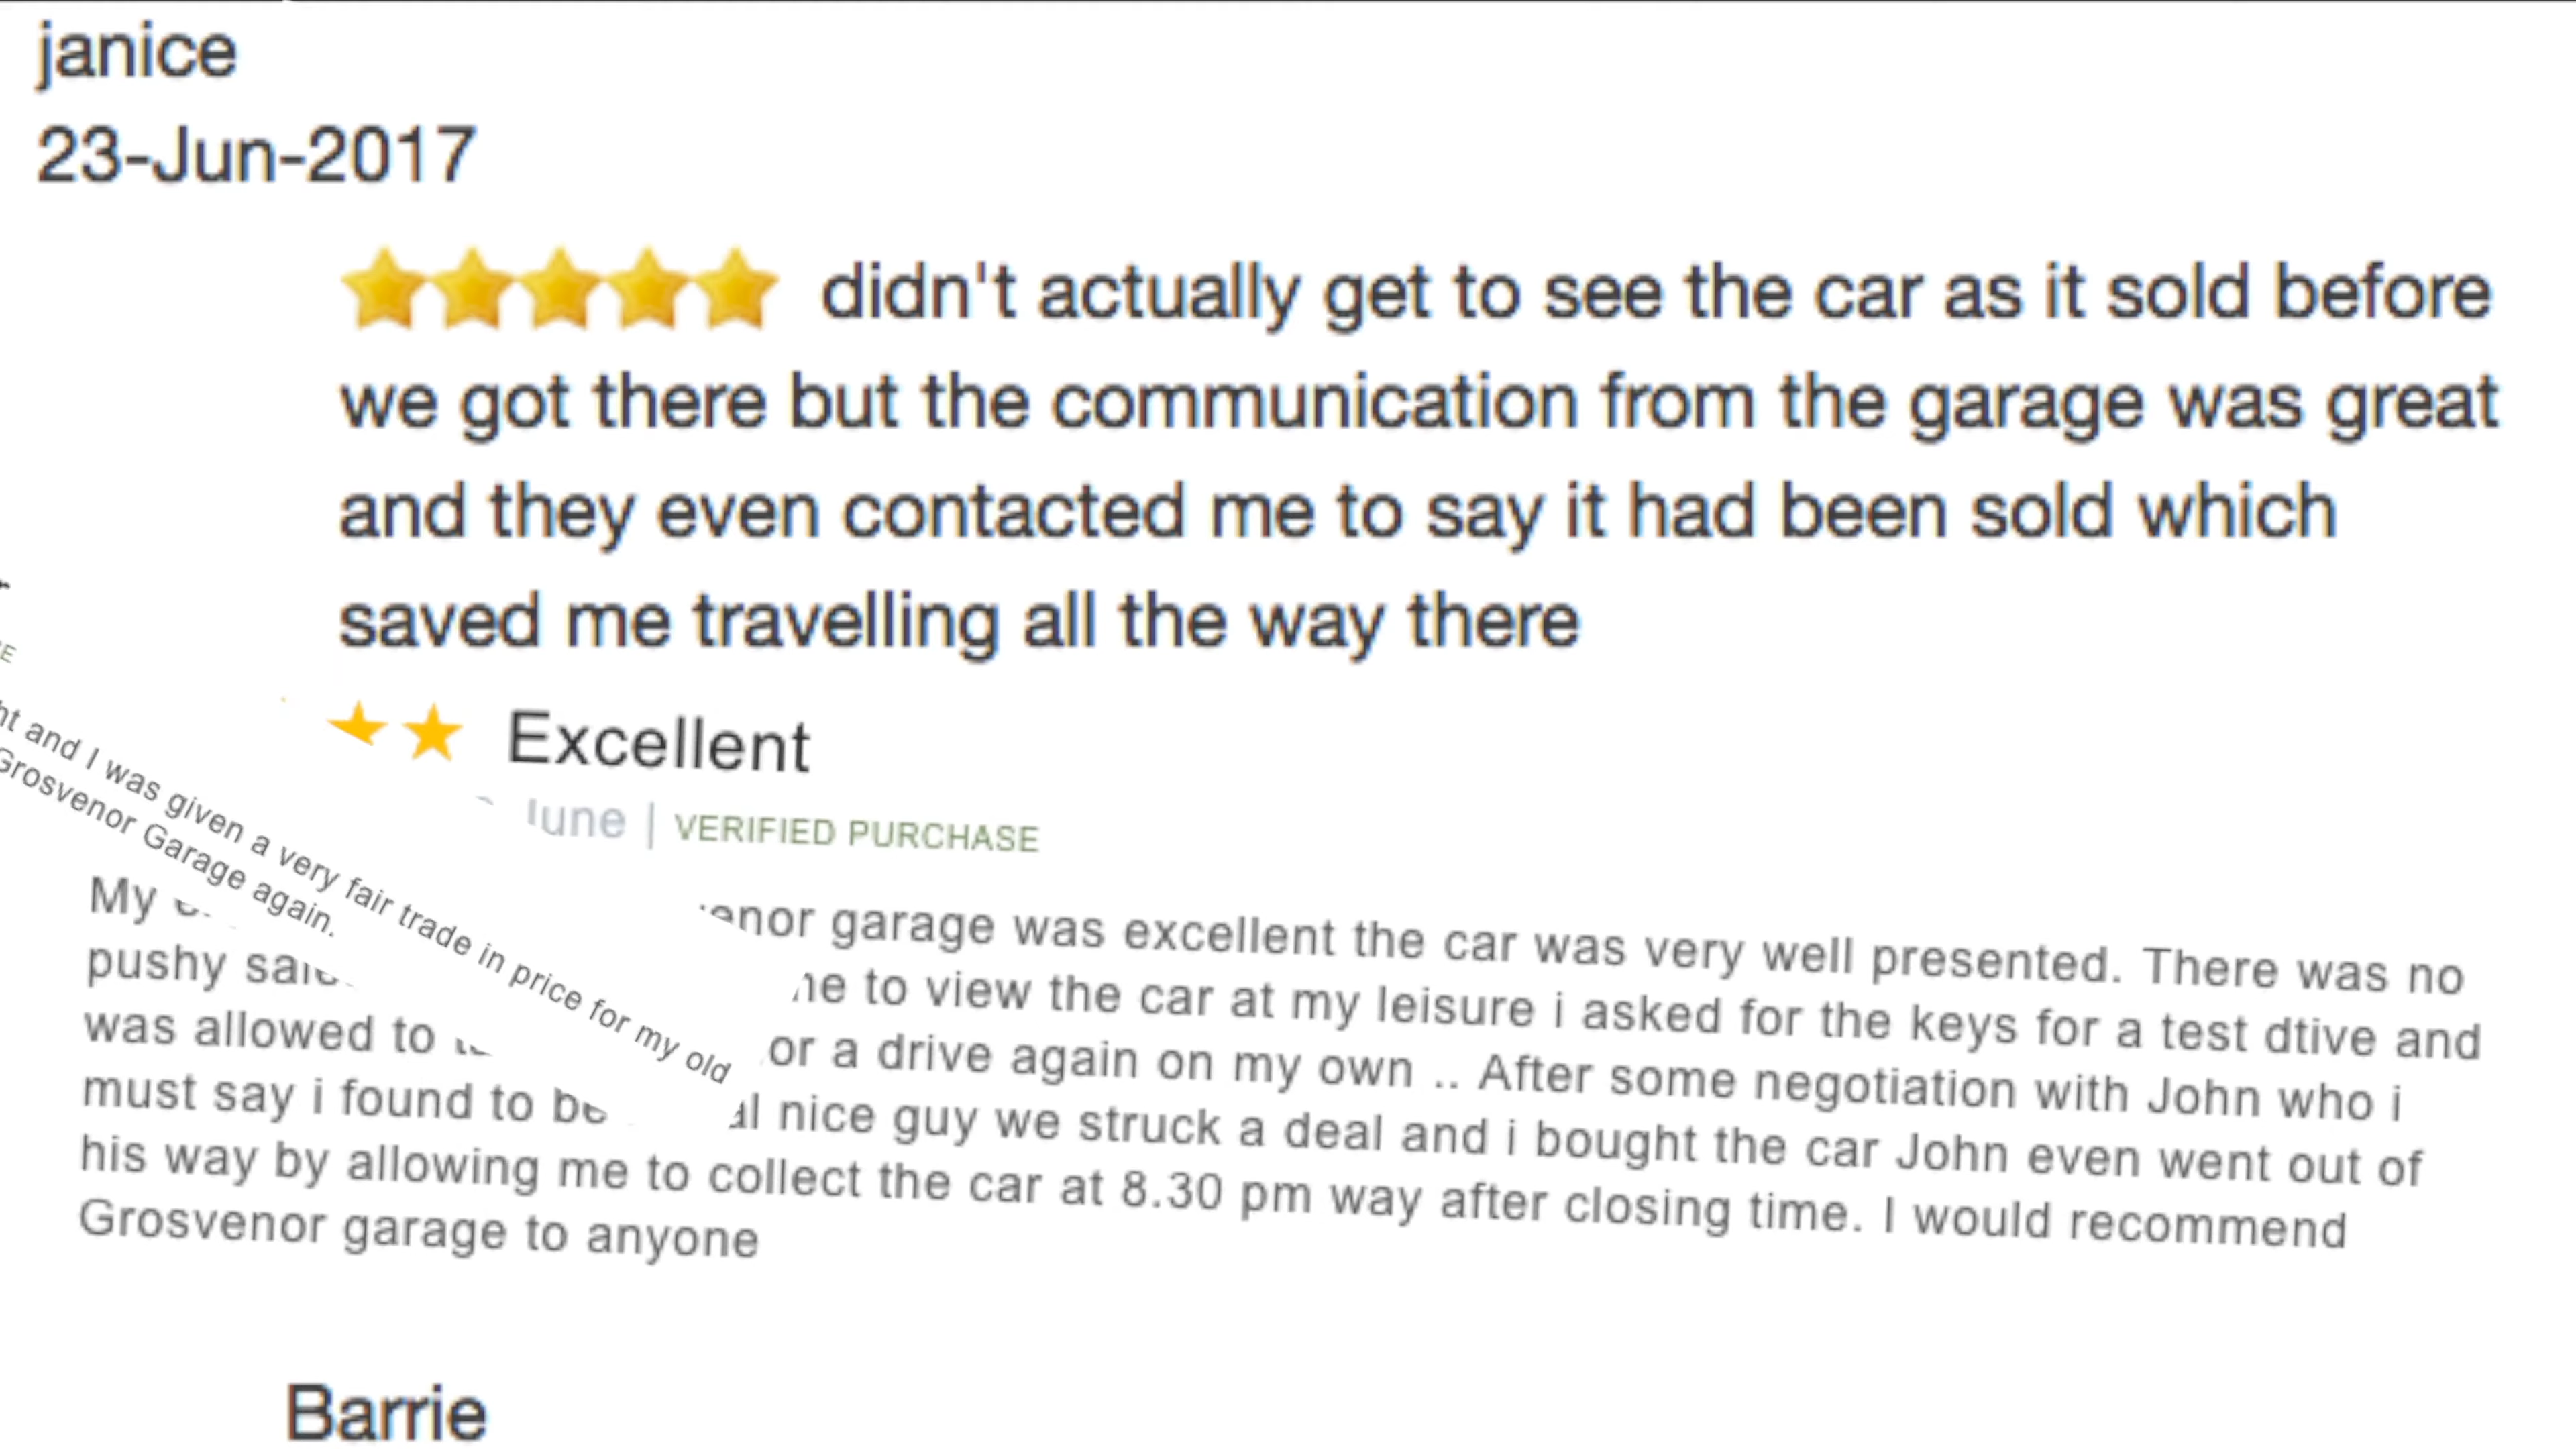 janice
23-Jun-2017
didn't actually get to see the car as it sold before
we got there but the communication from the garage was great
and they even contacted me to say it had been sold which
saved me travelling all the way there
Excellent
VERIFIED PURCHASE
and I was given a very fair trade in price for my old
Grosvenor Garage again.
My garage was excellent the car was very well presented. There was no
pushy to view the car at my leisure i asked for the keys for a test dtive and
was allowed to a drive again on my own .. After some negotiation with John who i
must say i found to nice guy we struck a deal and i bought the car John even went out of
his way by allowing me to collect the car at 8.30 pm way after closing time. I would recommend
Grosvenor garage to anyone
Barrie